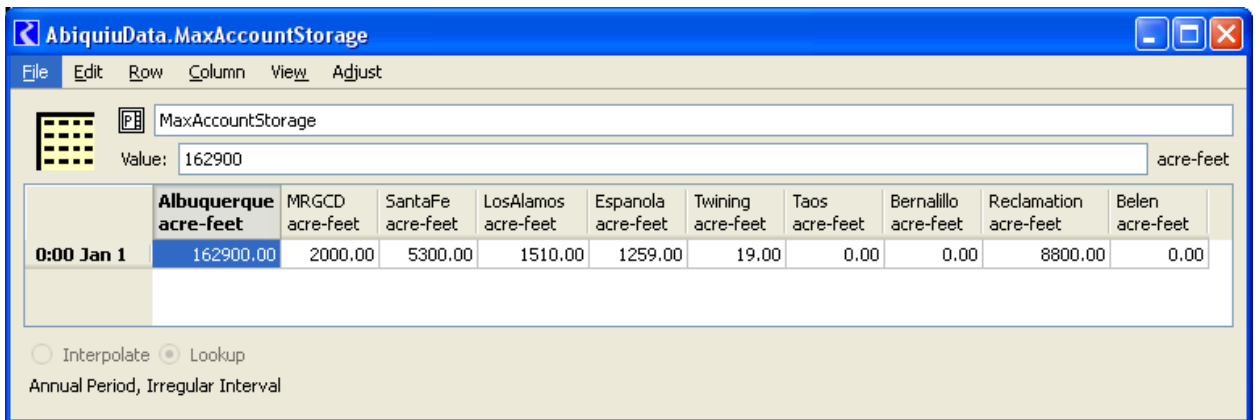 AbiquiuData.MaxAccountStorage
File Edit Row Column View Adjust
P MaxAccountStorage
Value: 162900 acre-feet
Albuquerque MRGCD SantaFe LosAlamos Espanola Twining Taos Bernalillo Reclamation Belen
acre-feet acre-feet acre-feet acre-feet acre-feet acre-feet acre-feet acre-feet acre-feet acre-feet
0:00 Jan 1 162900.00 2000.00 5300.00 1510.00 1259.00 19.00 0.00 0.00 8800.00 0.00
Interpolate Lookup
Annual Period, Irregular Interval